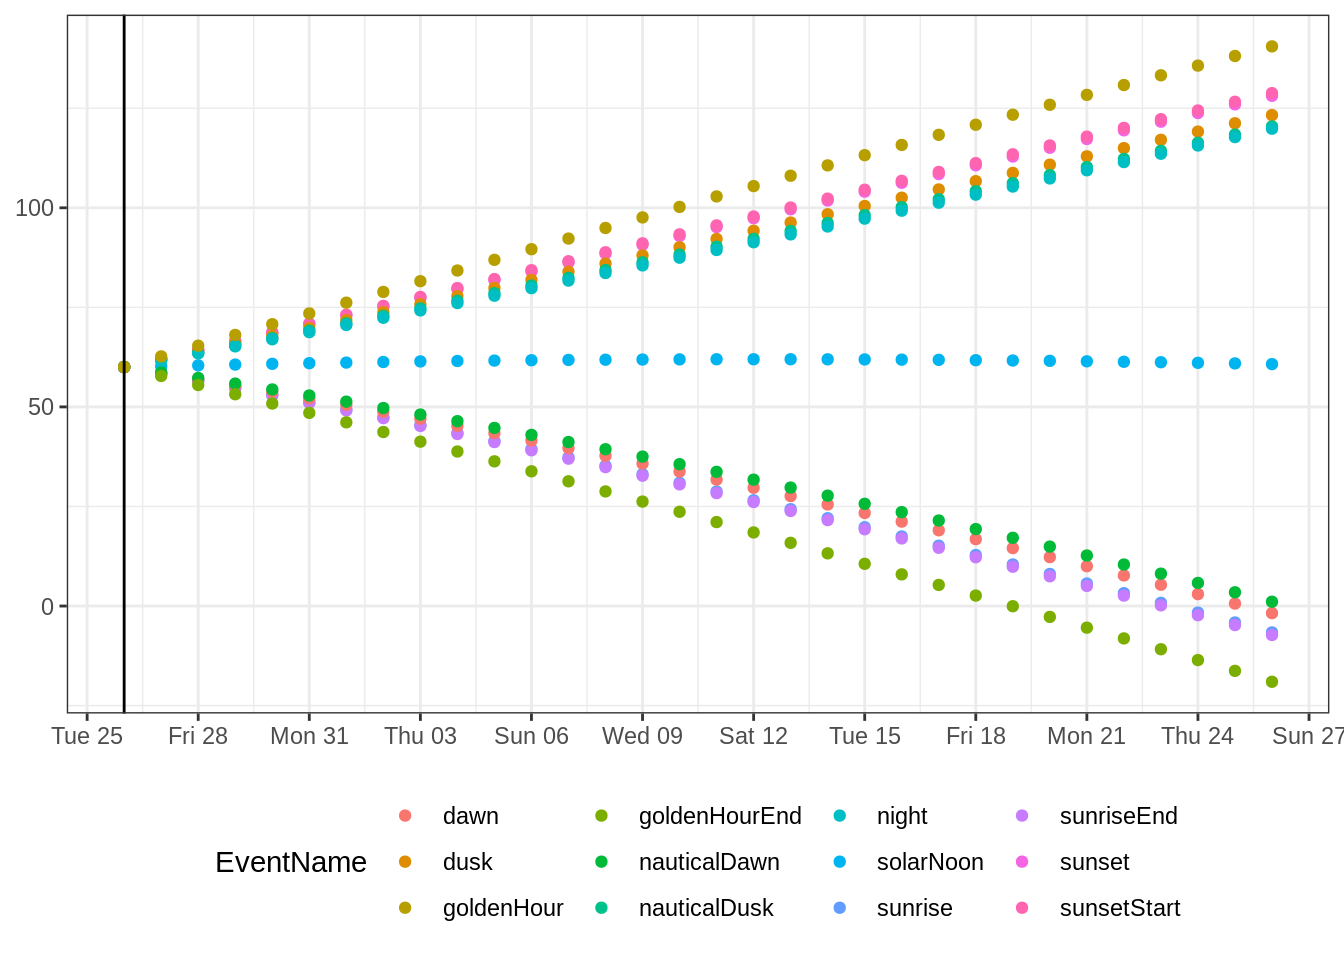 100
50
0
Tue 25 Fri 28 Mon 31 Thu 03 Sun 06 Wed 09 Sat 12 Tue 15 Fri 18 Mon 21 Thu 24 Sun 27
EventName
dawn goldenHourEnd night sunriseEnd
dusk nauticalDawn solarNoon sunset
goldenHour nauticalDusk sunrise sunsetStart